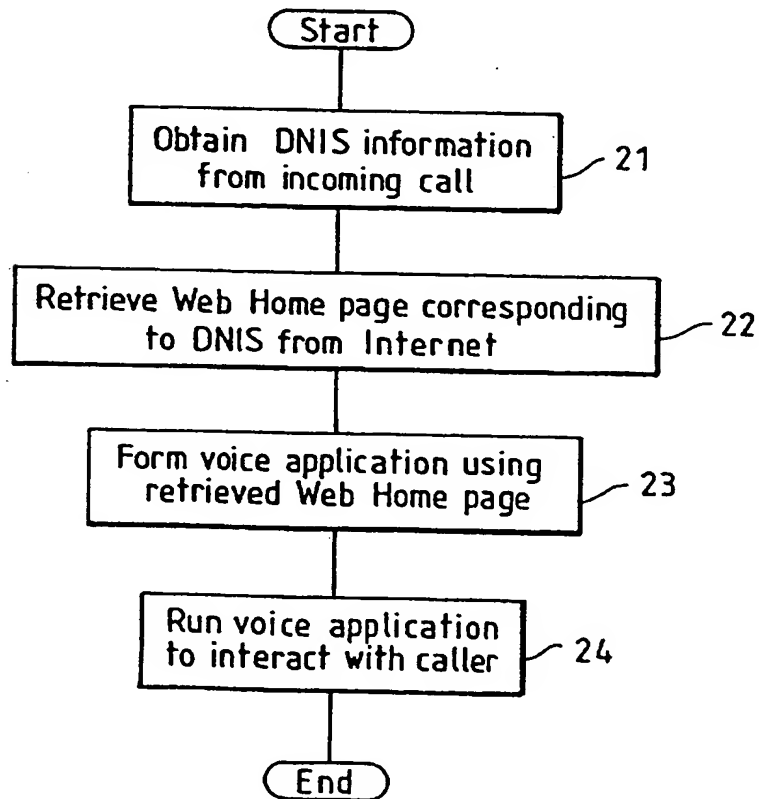 Start
Obtain DNIS information
from incoming call
21
Retrieve Web Home page corresponding
to DNIS from Internet
22
Form voice application using
retrieved Web Home page
23
Run voice application
to interact with caller
24
End